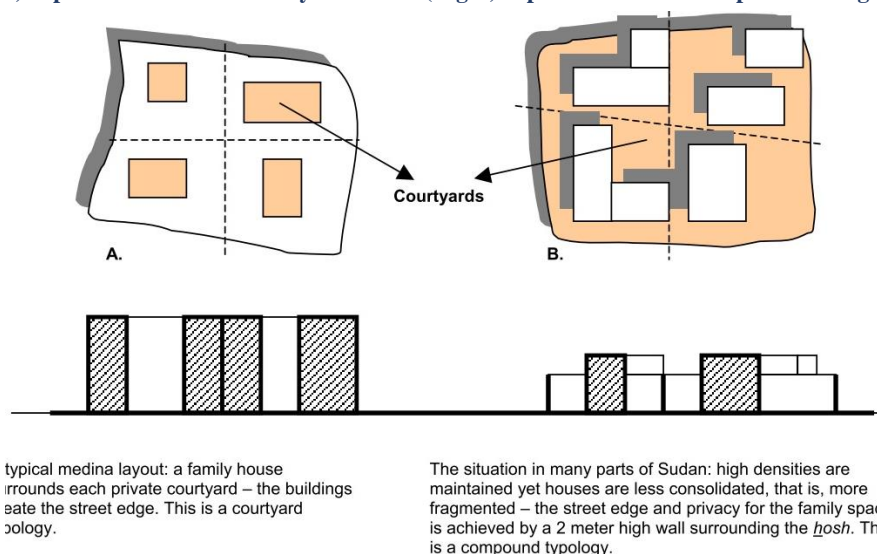 Courtyards
A.
B.
typical medina layout: a family house
rrounds each private courtyard – the buildings
eate the street edge. This is a courtyard
pology.
The situation in many parts of Sudan: high densities are
maintained yet houses are less consolidated, that is, more
fragmented – the street edge and privacy for the family spac
is achieved by a 2 meter high wall surrounding the hosh. Th
is a compound typology.